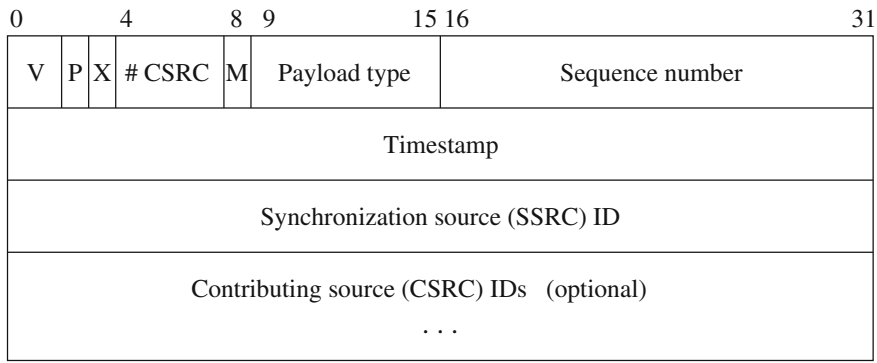 0 4 8 9 15 16 31
V P X # CSRC M Payload type Sequence number
Timestamp
Synchronization source (SSRC) ID
Contributing source (CSRC) IDs (optional)
. . .